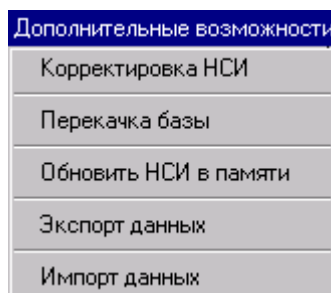 Дополнительные возможности
Корректировка НСИ
Перекачка базы
Обновить НСИ в памяти
Экспорт данных
Импорт данных